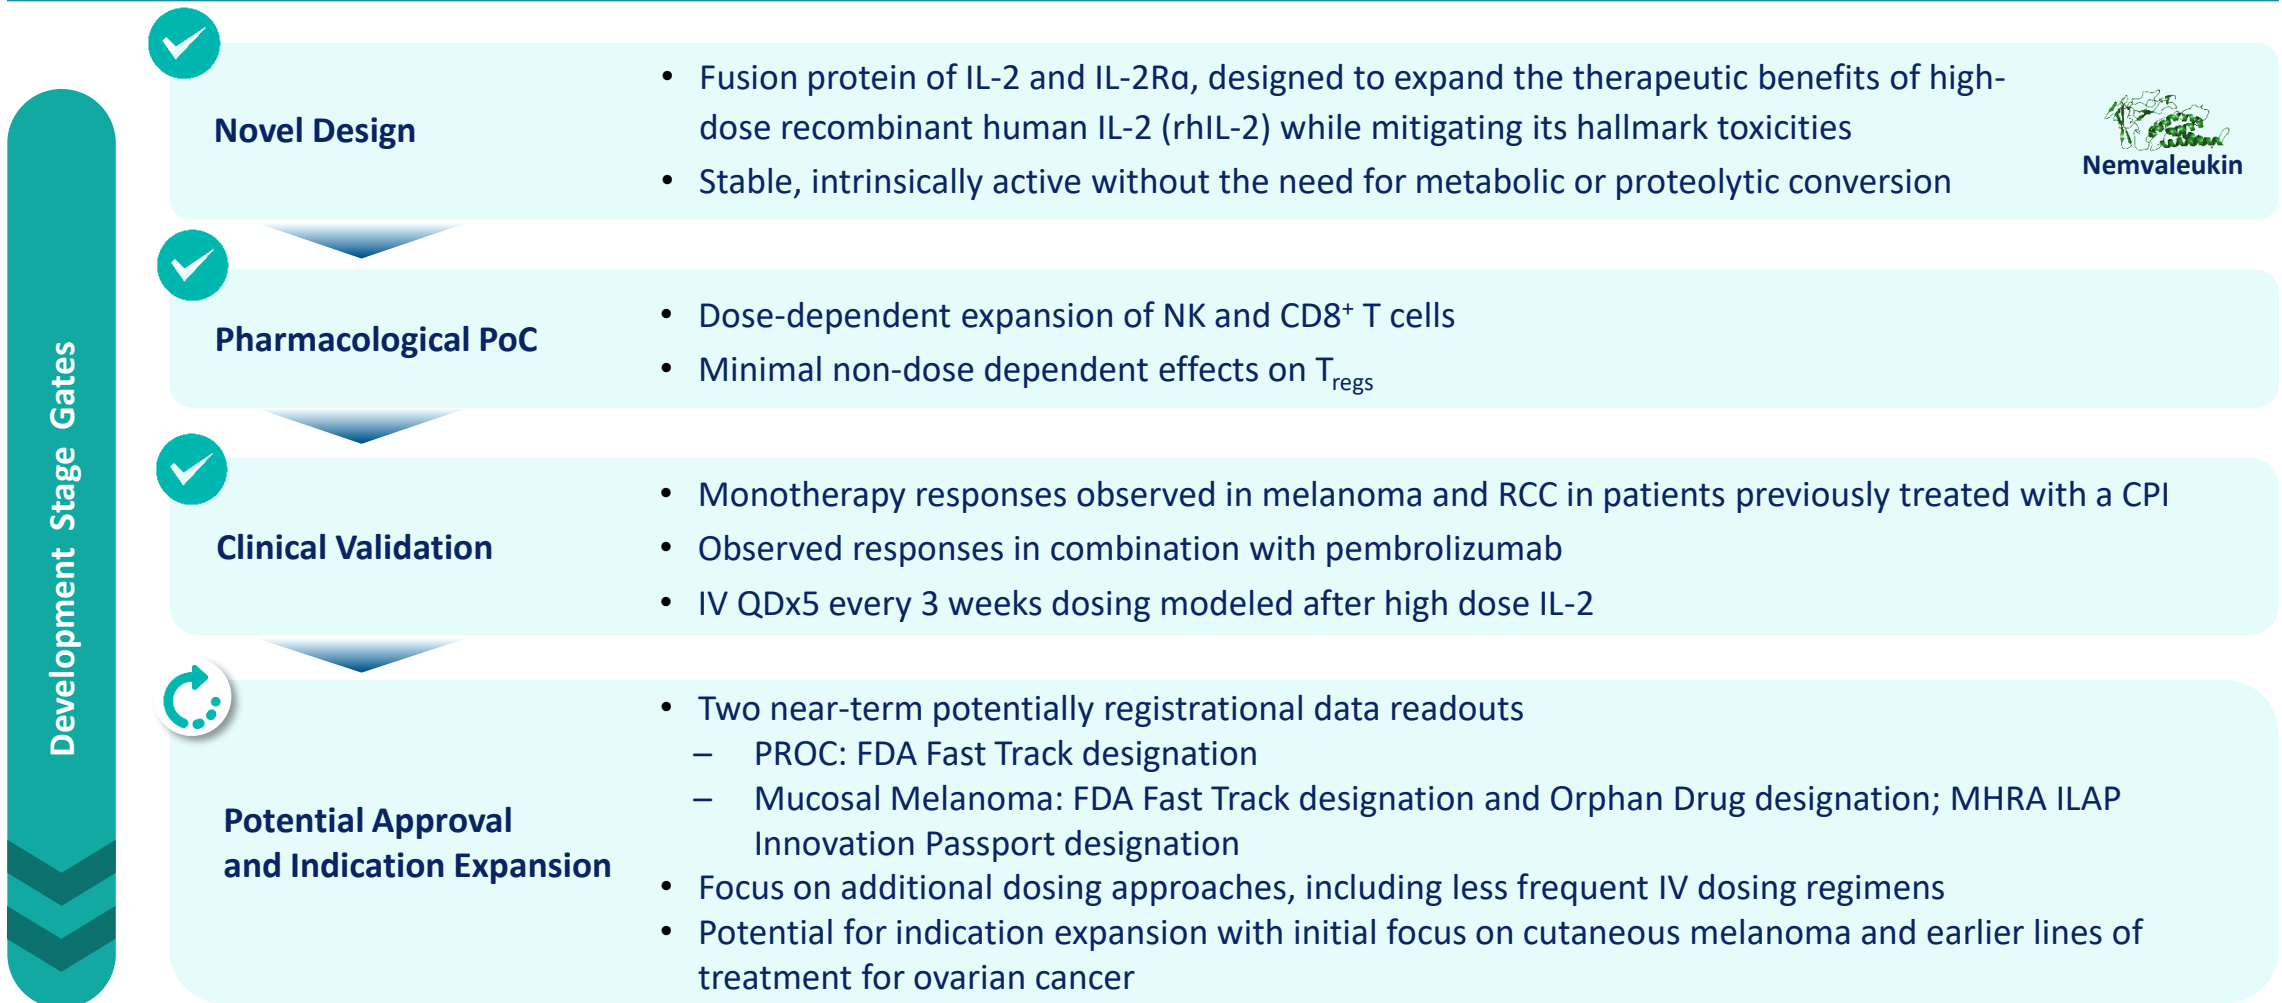 Development Stage Gates
Novel Design
• Fusion protein of IL-2 and IL-2Rα, designed to expand the therapeutic benefits of high-
dose recombinant human IL-2 (rhIL-2) while mitigating its hallmark toxicities
• Stable, intrinsically active without the need for metabolic or proteolytic conversion
Nemvaleukin
Pharmacological PoC
• Dose-dependent expansion of NK and CD8⁺ T cells
• Minimal non-dose dependent effects on Tregs
Clinical Validation
• Monotherapy responses observed in melanoma and RCC in patients previously treated with a CPI
• Observed responses in combination with pembrolizumab
• IV QDx5 every 3 weeks dosing modeled after high dose IL-2
Potential Approval
and Indication Expansion
• Two near-term potentially registrational data readouts
– PROC: FDA Fast Track designation
– Mucosal Melanoma: FDA Fast Track designation and Orphan Drug designation; MHRA ILAP
Innovation Passport designation
• Focus on additional dosing approaches, including less frequent IV dosing regimens
• Potential for indication expansion with initial focus on cutaneous melanoma and earlier lines of
treatment for ovarian cancer